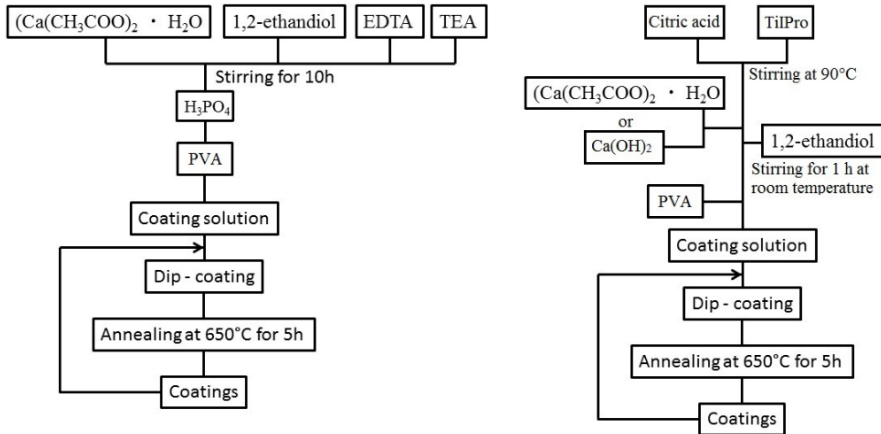 (Ca(CH₃COO)₂ · H₂O
1,2-ethandiol
EDTA
TEA
Stirring for 10h
H₃PO₄
PVA
Coating solution
Dip - coating
Annealing at 650°C for 5h
Coatings
Citric acid
TilPro
Stirring at 90°C
(Ca(CH₃COO)₂ · H₂O
or
Ca(OH)₂
1,2-ethandiol
Stirring for 1 h at
room temperature
PVA
Coating solution
Dip - coating
Annealing at 650°C for 5h
Coatings